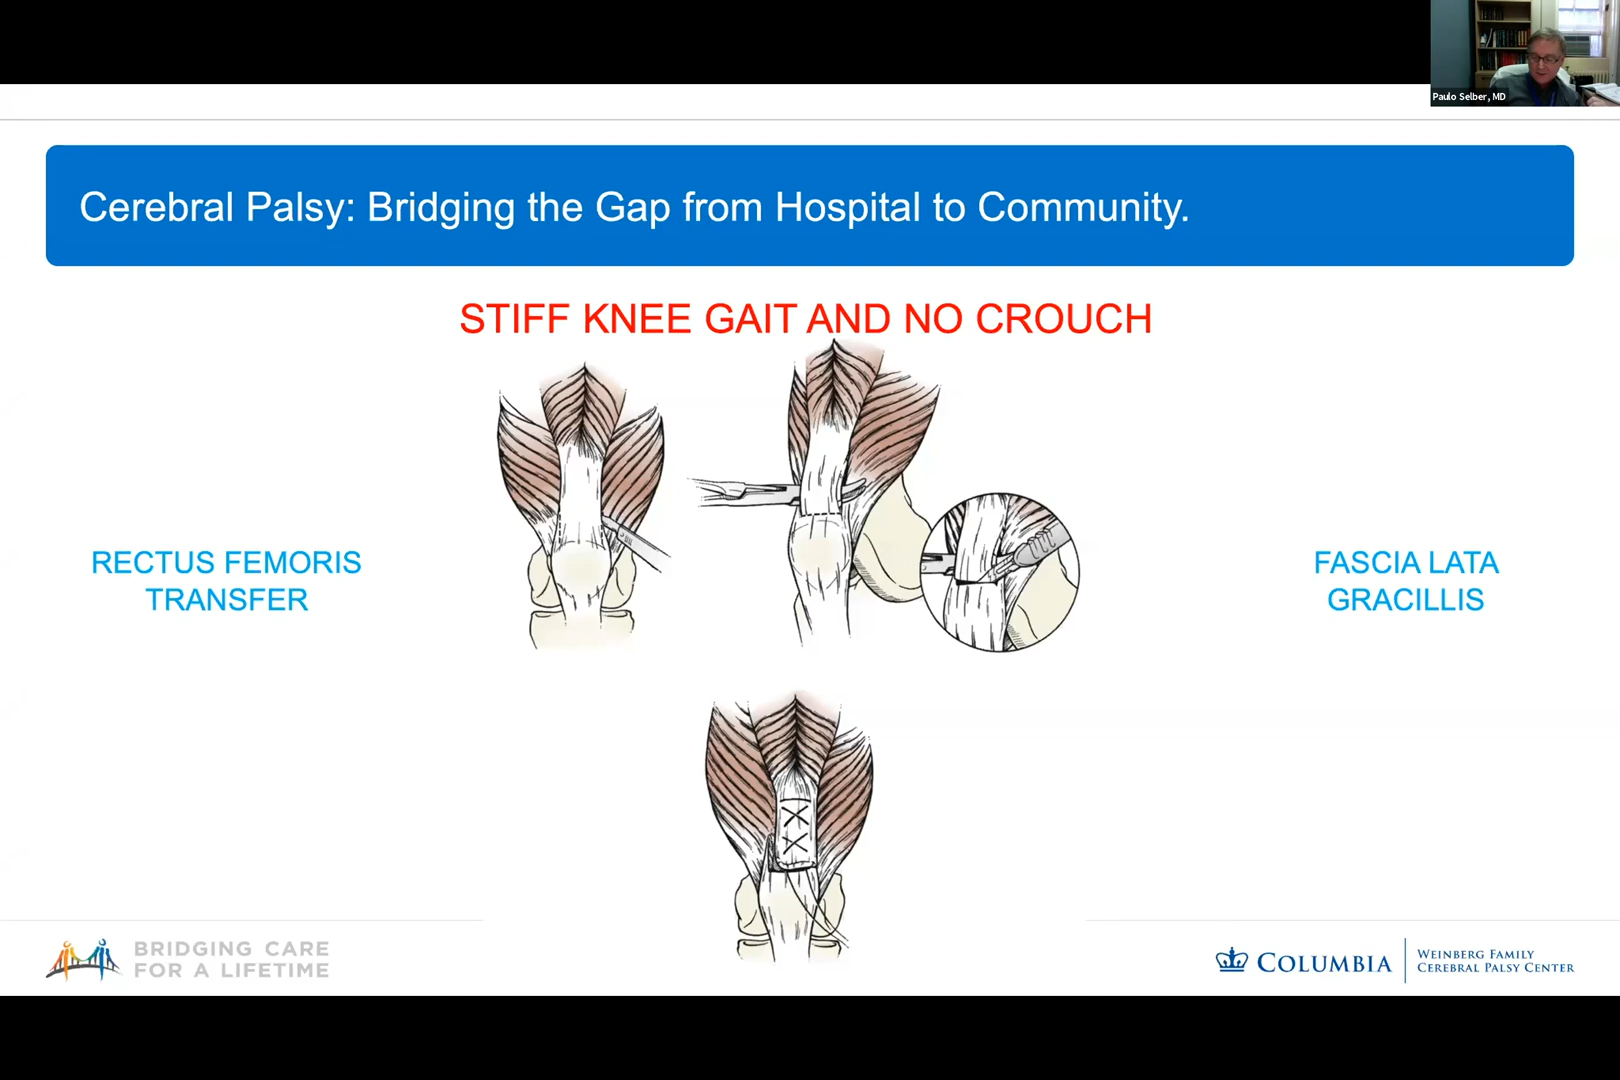 Paulo Selber, MD
Cerebral Palsy: Bridging the Gap from Hospital to Community.
STIFF KNEE GAIT AND NO CROUCH
RECTUS FEMORIS
TRANSFER
FASCIA LATA
GRACILLIS
BRIDGING CARE
FOR A LIFETIME
COLUMBIA
WEINBERG FAMILY
CEREBRAL PALSY CENTER